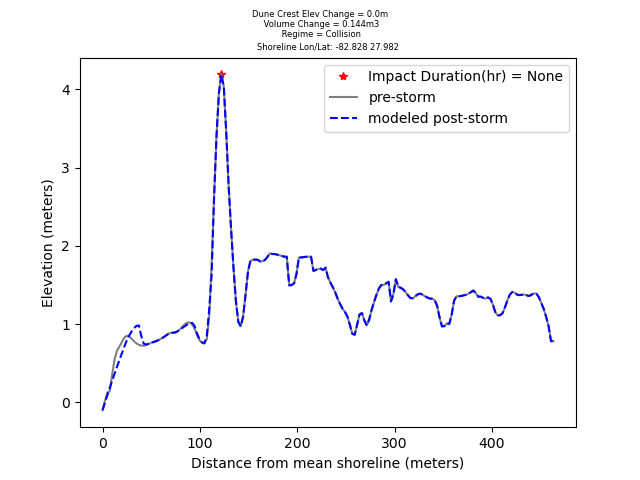 Dune Crest Elev Change = 0.0m
Volume Change = 0.144m3
Regime = Collision
Shoreline Lon/Lat: -82.828 27.982
Impact Duration(hr) = None
pre-storm
modeled post-storm
Elevation (meters)
4
3
2
1
0
0 100 200 300 400
Distance from mean shoreline (meters)